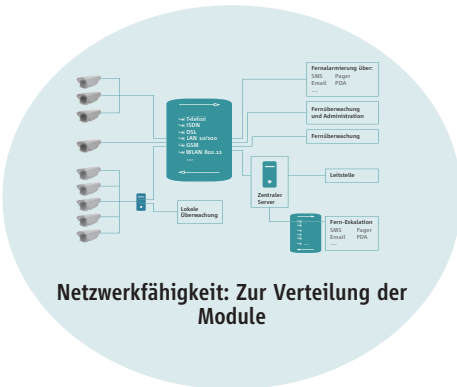 Fernalarmierung über:
SMS Pager
Email PDA
....
Telefon
ISDN
DSL
LAN 10/100
GSM
WLAN 802.11
...
Fernüberwachung
und Administration
Fernüberwachung
Leitstelle
Zentraler
Server
Lokale
Überwachung
...
Fern-Eskalation
SMS Pager
Email PDA
....
Netzwerkfähigkeit: Zur Verteilung der
Module